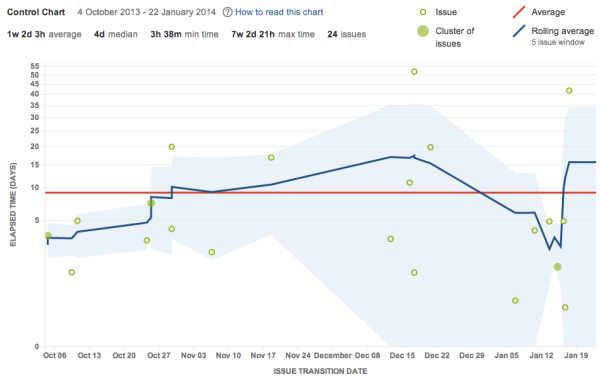 Control Chart 4 October 2013 - 22 January 2014 ? How to read this chart
1w 2d 3h average 4d median 3h 38m min time 7w 2d 21h max time 24 issues
Issue
Cluster of
issues
Average
Rolling average
5 issue window
ELAPSED TIME (DAYS)
55
50
45
40
35
30
25
20
15
10
5
0
Oct 06 Oct 13 Oct 20 Oct 27 Nov 03 Nov 10 Nov 17 Nov 24 December Dec 08 Dec 15 Dec 22 Dec 29 Jan 05 Jan 12 Jan 19
ISSUE TRANSITION DATE